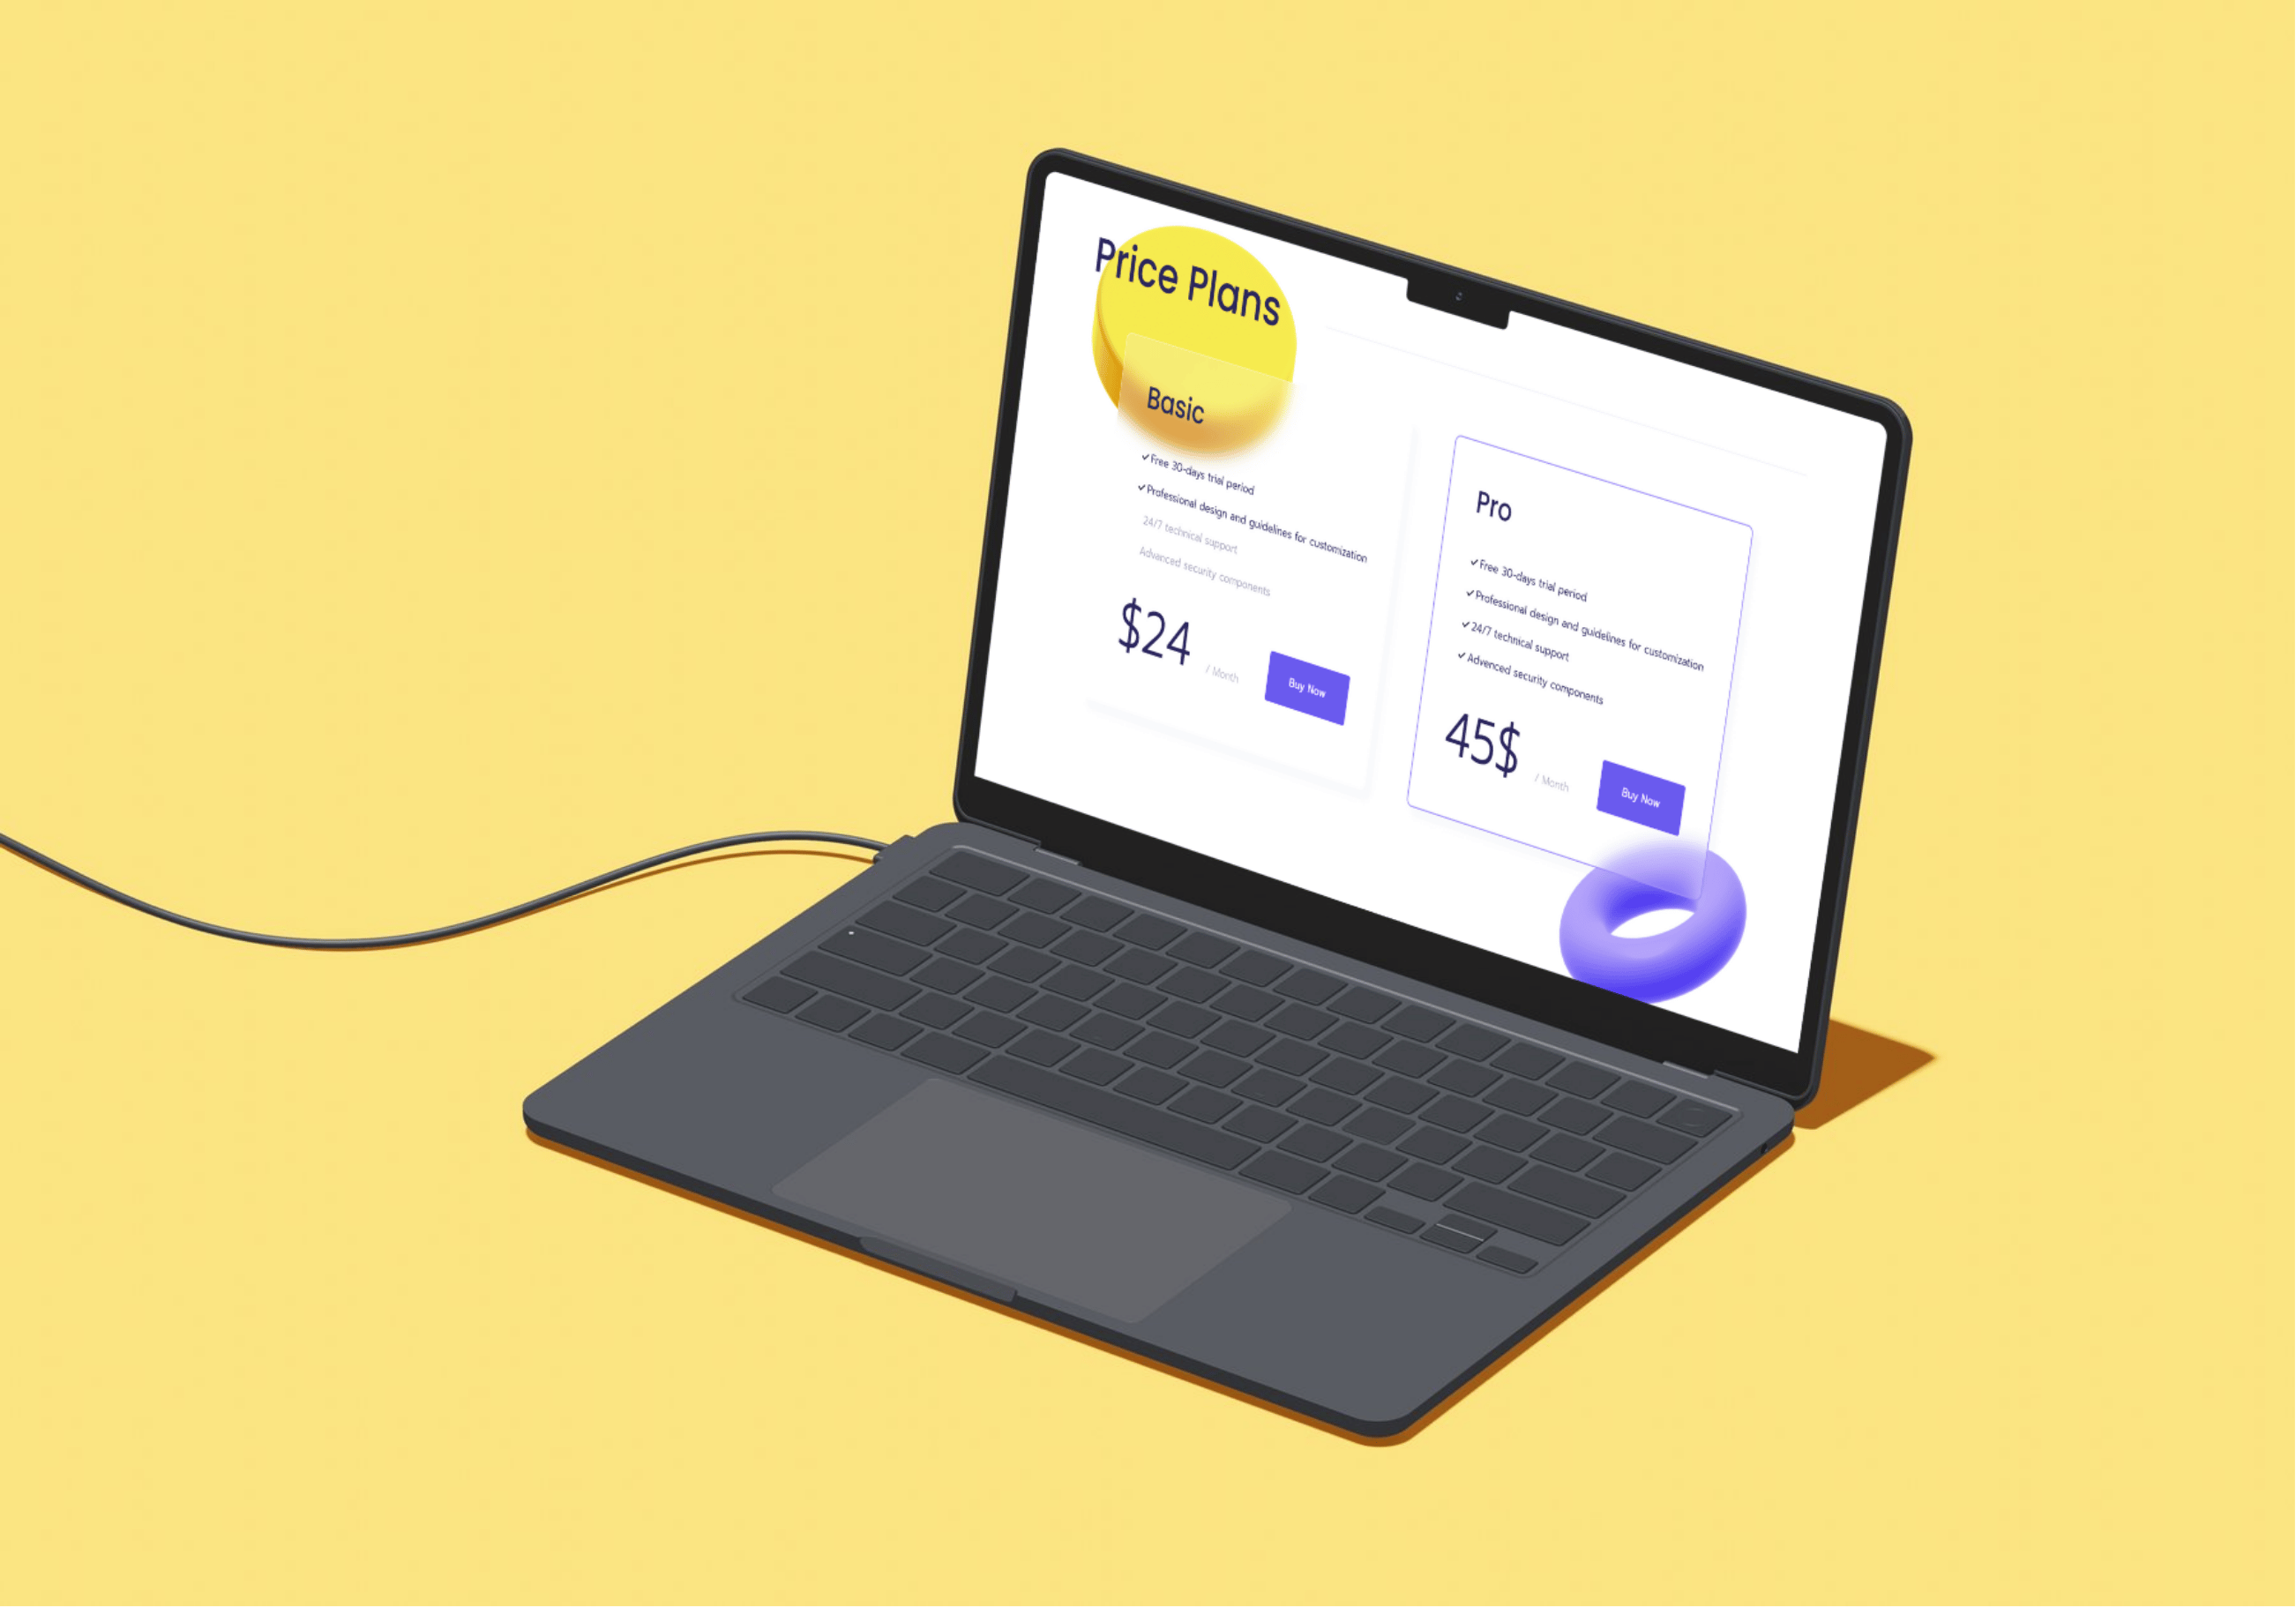 Price Plans
Basic
Free 30-days trial period
Professional design and guidelines for customization
24/7 technical support
Advanced security components
$24
/ Month
Buy Now
Pro
Free 30-days trial period
Professional design and guidelines for customization
24/7 technical support
Advanced security components
45$
/ Month
Buy Now